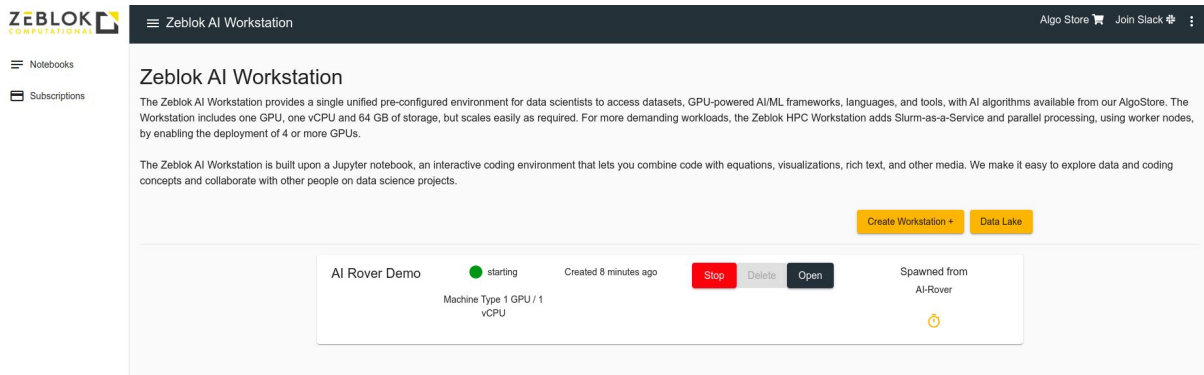 ZEBLOK
COMPUTATIONAL
Zeblok AI Workstation
Algo Store
Join Slack
Notebooks
Subscriptions
Zeblok AI Workstation
The Zeblok AI Workstation provides a single unified pre-configured environment for data scientists to access datasets, GPU-powered AI/ML frameworks, languages, and tools, with AI algorithms available from our AlgoStore. The
Workstation includes one GPU, one vCPU and 64 GB of storage, but scales easily as required. For more demanding workloads, the Zeblok HPC Workstation adds Slurm-as-a-Service and parallel processing, using worker nodes,
by enabling the deployment of 4 or more GPUs.
The Zeblok AI Workstation is built upon a Jupyter notebook, an interactive coding environment that lets you combine code with equations, visualizations, rich text, and other media. We make it easy to explore data and coding
concepts and collaborate with other people on data science projects.
Create Workstation +
Data Lake
AI Rover Demo
starting
Machine Type 1 GPU / 1
vCPU
Created 8 minutes ago
Stop
Delete
Open
Spawned from
AI-Rover